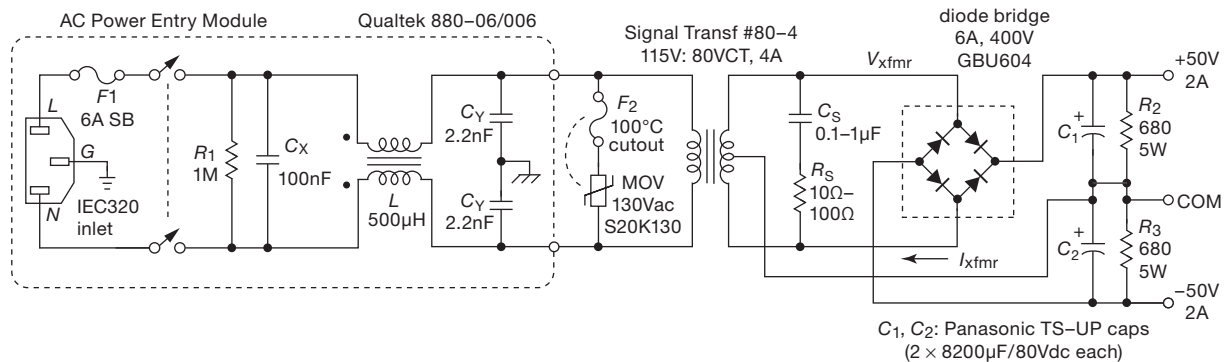 AC Power Entry Module
Qualtek 880–06/006
Signal Transf #80–4
115V: 80VCT, 4A
diode bridge
6A, 400V
GBU604
Vxfmr
+50V
2A
L
F1
6A SB
G
N
IEC320
inlet
R1
1M
CX
100nF
L
500µH
CY
2.2nF
CY
2.2nF
F2
100°C
cutout
MOV
130Vac
S20K130
CS
0.1–1µF
RS
10Ω–
100Ω
Ixfmr
+
C1
R2
680
5W
COM
+
C2
R3
680
5W
–50V
2A
C1, C2: Panasonic TS–UP caps
(2 × 8200µF/80Vdc each)